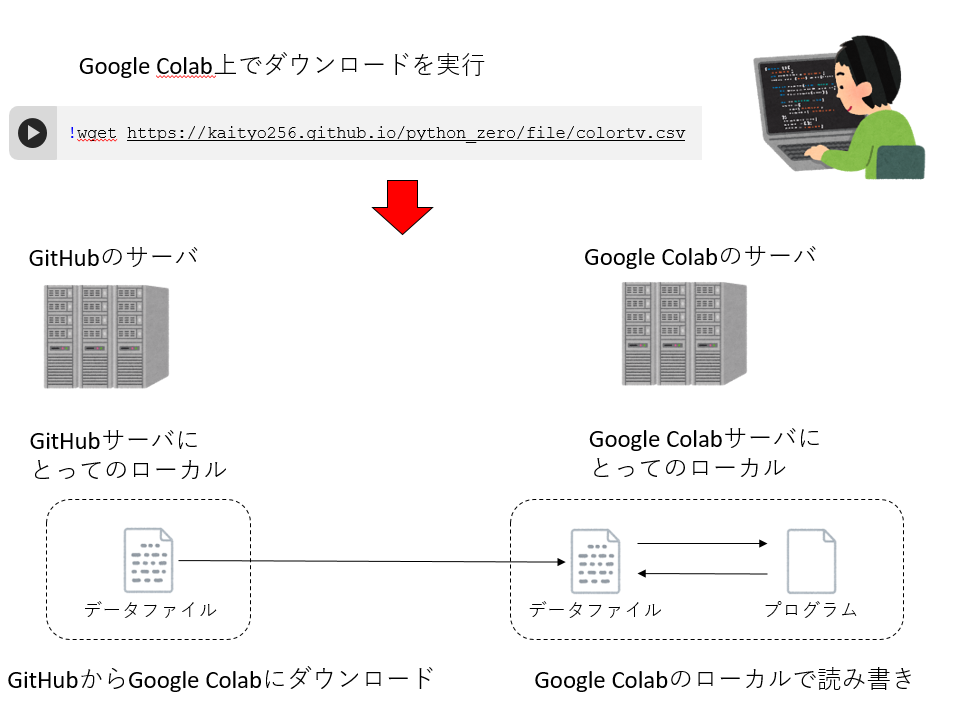 Google Colab上でダウンロードを実行
!wget https://kaityo256.github.io/python_zero/file/colortv.csv
GitHubのサーバ
Google Colabのサーバ
GitHubサーバに
とってのローカル
Google Colabサーバに
とってのローカル
データファイル
データファイル
プログラム
GitHubからGoogle Colabにダウンロード
Google Colabのローカルで読み書き